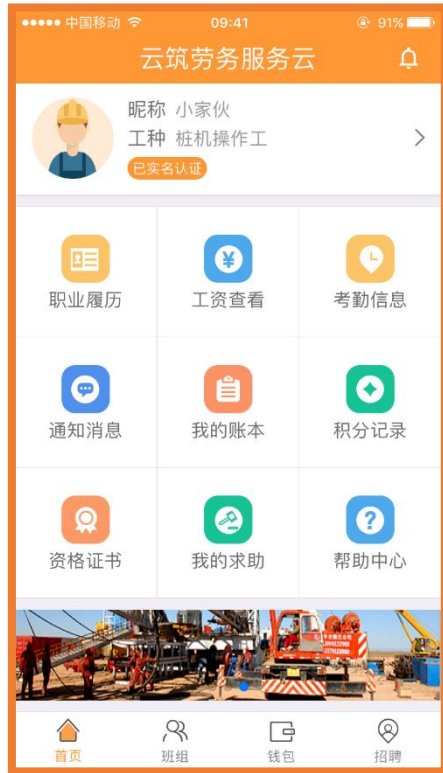 中国移动 09:41 91%
云筑劳务服务云
昵称 小家伙
工种 桩机操作工
已实名认证
职业履历 工资查看 考勤信息
通知消息 我的账本 积分记录
资格证书 我的求助 帮助中心
首页 班组 钱包 招聘